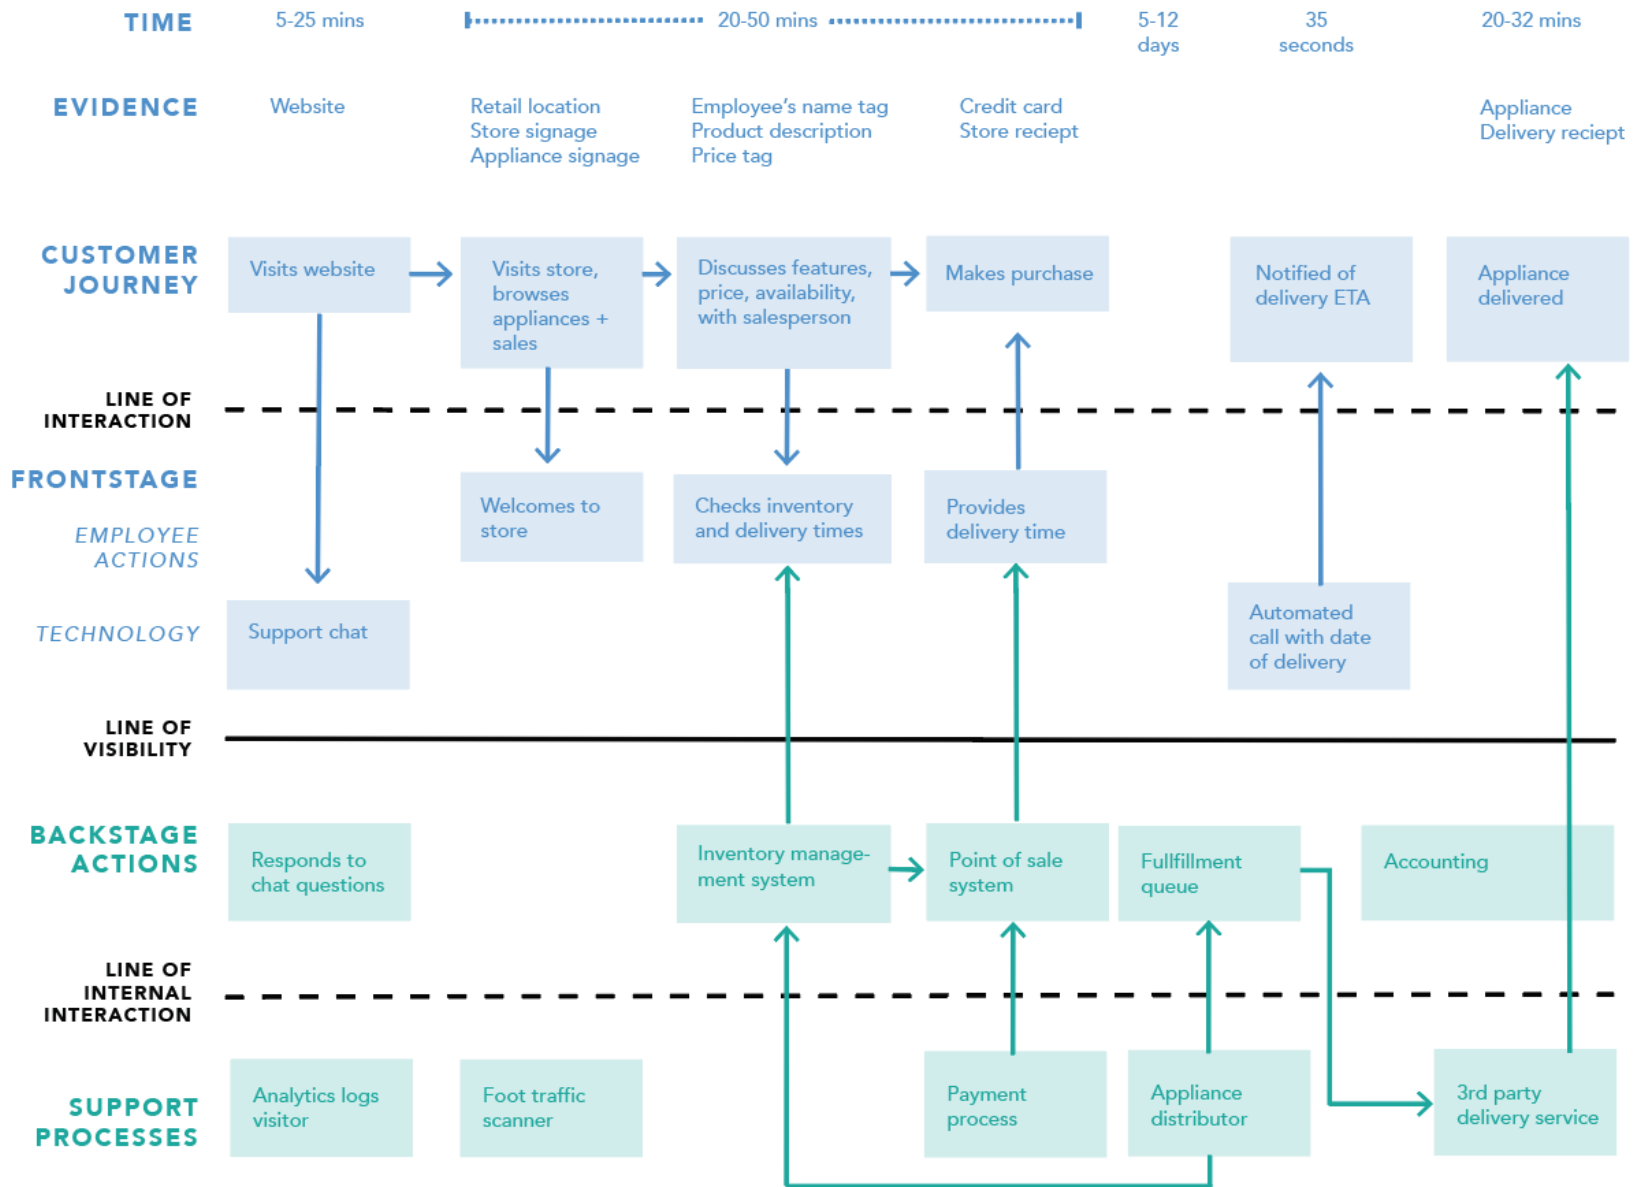 TIME
5-25 mins
20-50 mins
5-12
days
35
seconds
20-32 mins
EVIDENCE
Website
Retail location
Store signage
Appliance signage
Employee’s name tag
Product description
Price tag
Credit card
Store reciept
Appliance
Delivery reciept
CUSTOMER
JOURNEY
Visits website
Visits store,
browses
appliances +
sales
Discusses features,
price, availability,
with salesperson
Makes purchase
Notified of
delivery ETA
Appliance
delivered
LINE OF
INTERACTION
FRONTSTAGE
EMPLOYEE
ACTIONS
Welcomes to
store
Checks inventory
and delivery times
Provides
delivery time
TECHNOLOGY
Support chat
Automated
call with date
of delivery
LINE OF
VISIBILITY
BACKSTAGE
ACTIONS
Responds to
chat questions
Inventory manage-
ment system
Point of sale
system
Fullfillment
queue
Accounting
LINE OF
INTERNAL
INTERACTION
SUPPORT
PROCESSES
Analytics logs
visitor
Foot traffic
scanner
Payment
process
Appliance
distributor
3rd party
delivery service